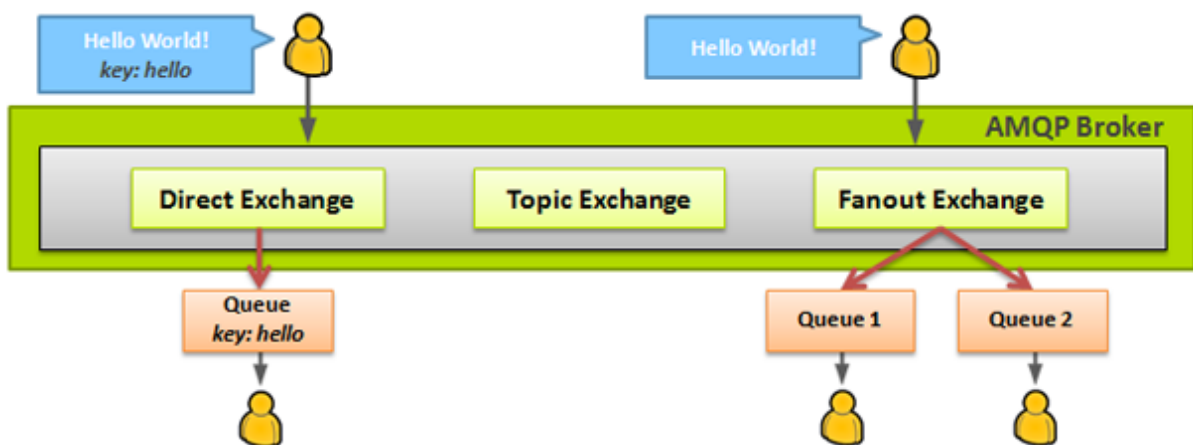 Hello World!
key: hello
Hello World!
AMQP Broker
Direct Exchange
Topic Exchange
Fanout Exchange
Queue
key: hello
Queue 1
Queue 2